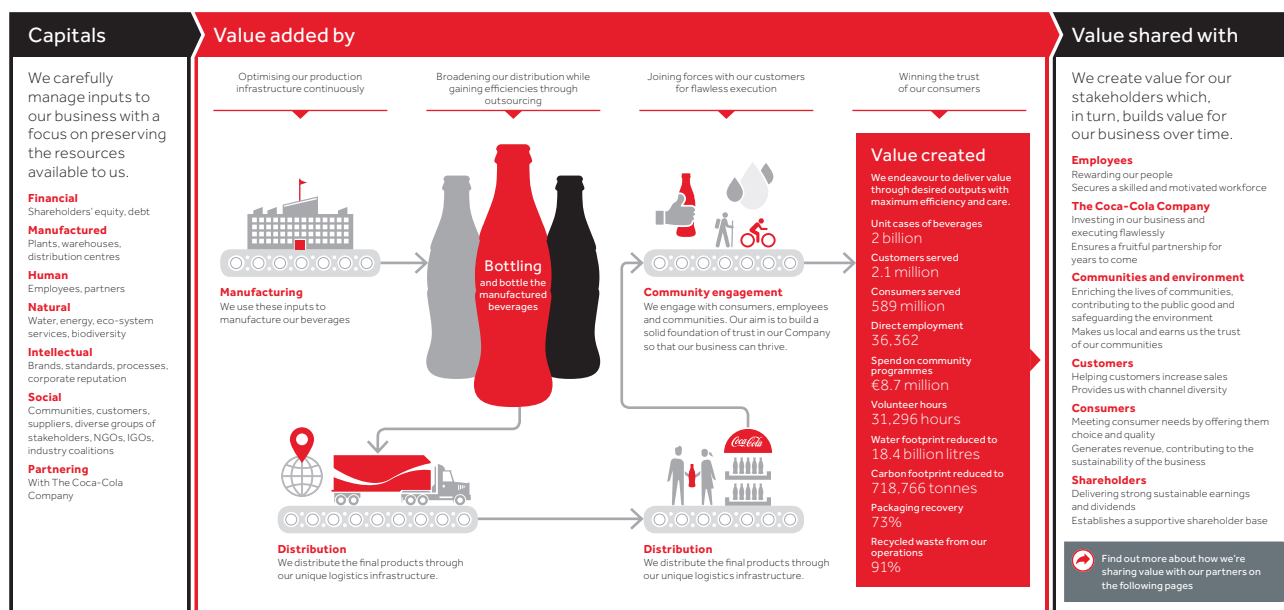 Capitals
We carefully
manage inputs to
our business with a
focus on preserving
the resources
available to us.
Financial
Shareholders' equity, debt
Manufactured
Plants, warehouses,
distribution centres
Human
Employees, partners
Natural
Water, energy, eco-system
services, biodiversity
Intellectual
Brands, standards, processes,
corporate reputation
Social
Communities, customers,
suppliers, diverse groups of
stakeholders, NGOs, IGOs,
industry coalitions
Partnering
With The Coca-Cola
Company
Value added by
Optimising our production
infrastructure continuously
Broadening our distribution while
gaining efficiencies through
outsourcing
Joining forces with our customers
for flawless execution
Winning the trust
of our consumers
Manufacturing
We use these inputs to
manufacture our beverages
Bottling
and bottle the
manufactured
beverages
Community engagement
We engage with consumers, employees
and communities. Our aim is to build a
solid foundation of trust in our Company
so that our business can thrive.
Distribution
We distribute the final products through
our unique logistics infrastructure.
Coca-Cola
Distribution
We distribute the final products through
our unique logistics infrastructure.
Value created
We endeavour to deliver value
through desired outputs with
maximum efficiency and care.
Unit cases of beverages
2 billion
Customers served
2.1 million
Consumers served
589 million
Direct employment
36,362
Spend on community
programmes
€8.7 million
Volunteer hours
31,296 hours
Water footprint reduced to
18.4 billion litres
Carbon footprint reduced to
718,766 tonnes
Packaging recovery
73%
Recycled waste from our
operations
91%
Value shared with
We create value for our
stakeholders which,
in turn, builds value for
our business over time.
Employees
Rewarding our people
Secures a skilled and motivated workforce
The Coca-Cola Company
Investing in our business and
executing flawlessly
Ensures a fruitful partnership for
years to come
Communities and environment
Enriching the lives of communities,
contributing to the public good and
safeguarding the environment
Makes us local and earns us the trust
of our communities
Customers
Helping customers increase sales
Provides us with channel diversity
Consumers
Meeting consumer needs by offering them
choice and quality
Generates revenue, contributing to the
sustainability of the business
Shareholders
Delivering strong sustainable earnings
and dividends
Establishes a supportive shareholder base
Find out more about how we're
sharing value with our partners on
the following pages